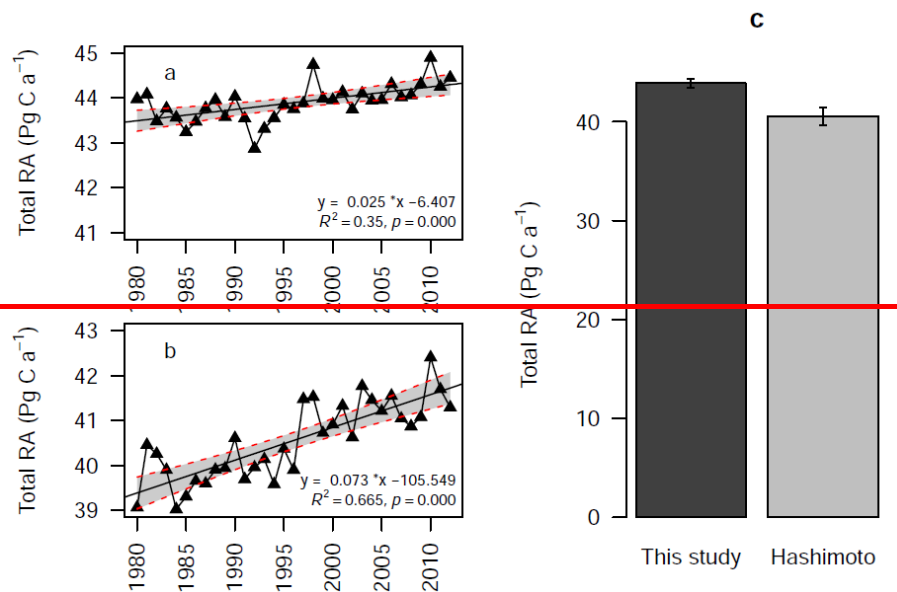 a
Total RA (Pg C a⁻¹)
45
44
43
42
41
y = 0.025 *x −6.407
R² = 0.35, p = 0.000
1980
1985
1990
1995
2000
2005
2010
b
Total RA (Pg C a⁻¹)
43
42
41
40
39
y = 0.073 *x −105.549
R² = 0.665, p = 0.000
1980
1985
1990
1995
2000
2005
2010
c
Total RA (Pg C a⁻¹)
40
30
20
10
0
This study
Hashimoto